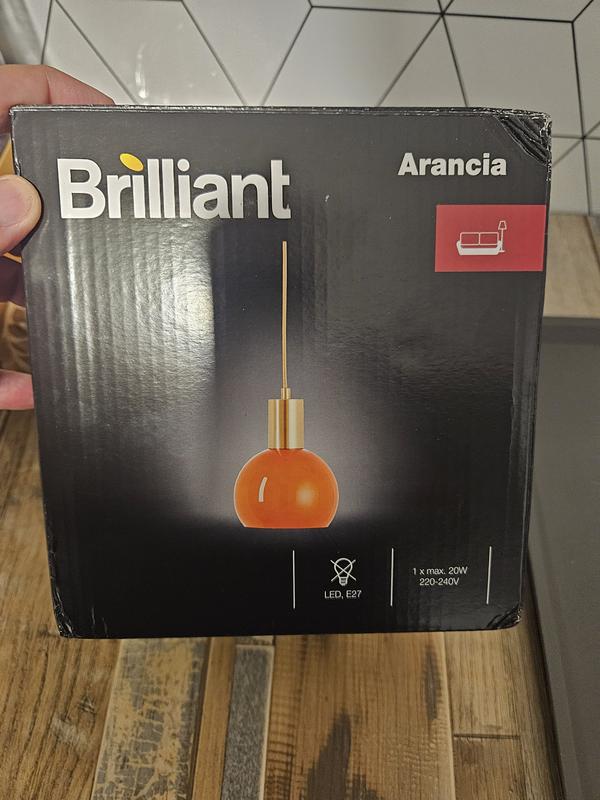 Brilliant
Arancia
LED, E27
1 x max. 20W
220-240V